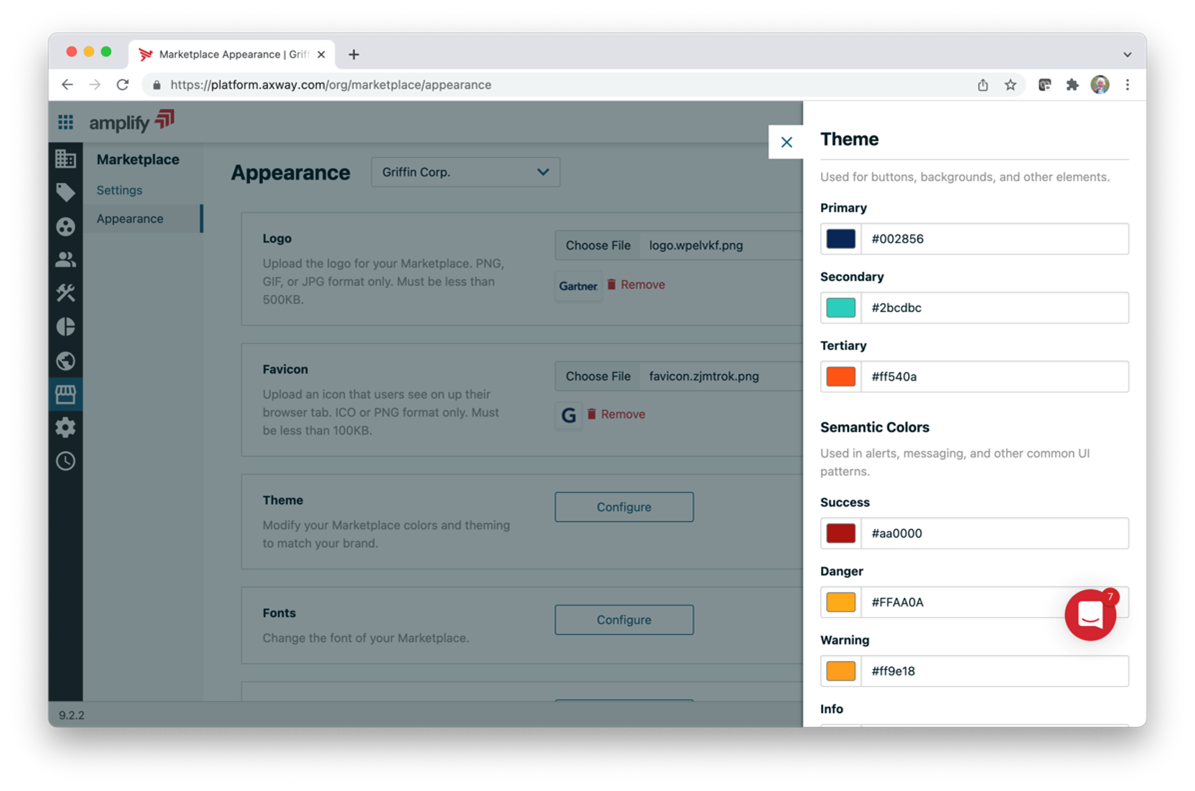 Marketplace Appearance | Grif
https://platform.axway.com/org/marketplace/appearance
amplify
Marketplace
Settings
Appearance
9.2.2
Appearance
Griffin Corp.
Logo
Upload the logo for your Marketplace. PNG,
GIF, or JPG format only. Must be less than
500KB.
Choose File
logo.wpelvkf.png
Gartner
Remove
Favicon
Upload an icon that users see on up their
browser tab. ICO or PNG format only. Must
be less than 100KB.
Choose File
favicon.zjmtrok.png
G
Remove
Theme
Modify your Marketplace colors and theming
to match your brand.
Configure
Fonts
Change the font of your Marketplace.
Configure
Theme
Used for buttons, backgrounds, and other elements.
Primary
#002856
Secondary
#2bcdbc
Tertiary
#ff540a
Semantic Colors
Used in alerts, messaging, and other common UI
patterns.
Success
#aa0000
Danger
#FFAA0A
7
Warning
#ff9e18
Info